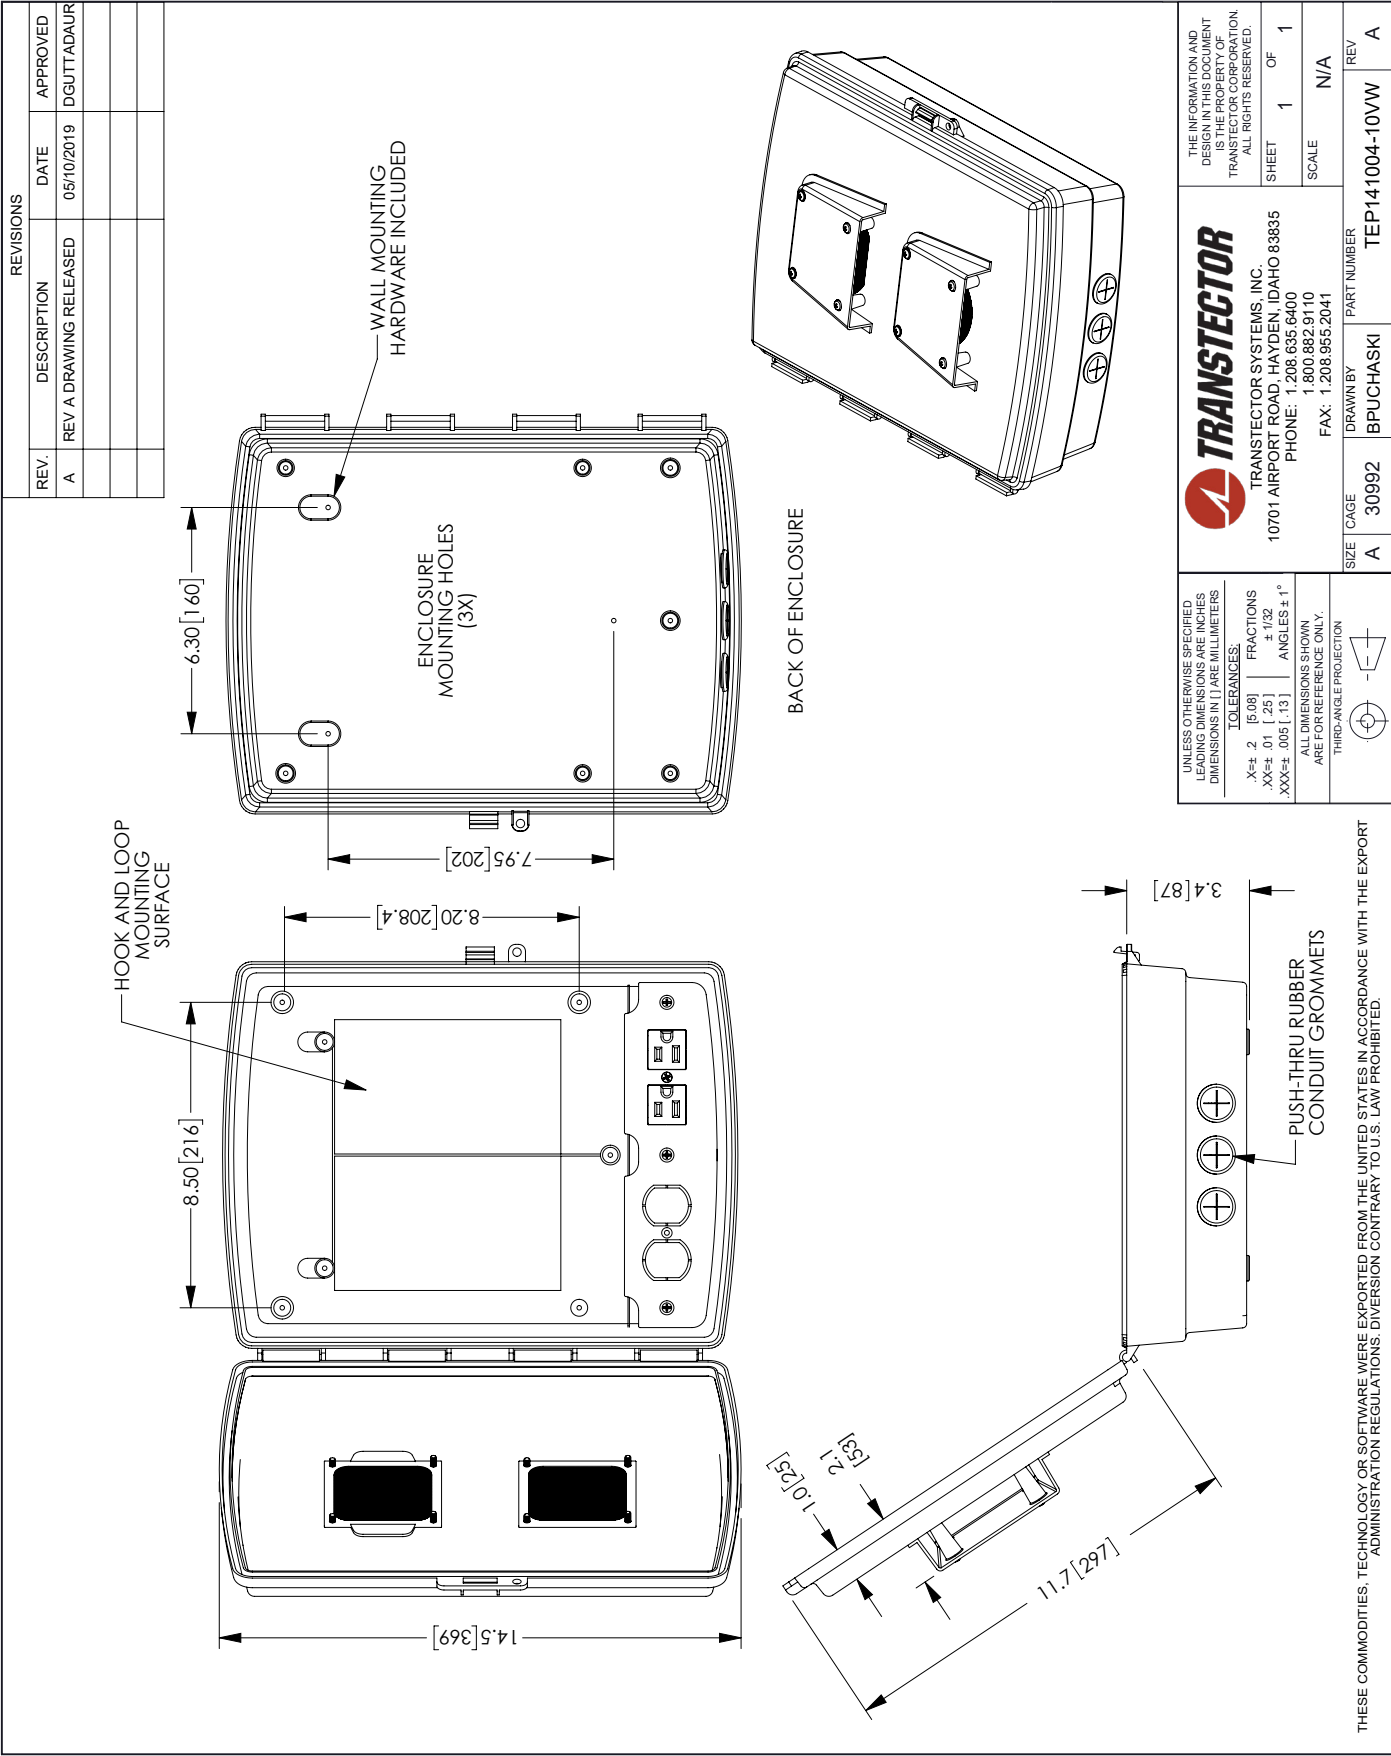 REVISIONS
REV. DESCRIPTION DATE APPROVED
A REV A DRAWING RELEASED 05/10/2019 DGUTTADAUR
HOOK AND LOOP
MOUNTING
SURFACE
WALL MOUNTING
HARDWARE INCLUDED
8.50[216]
8.20[208.4]
14.5[369]
6.30[160]
7.95[202]
ENCLOSURE
MOUNTING HOLES
(3X)
BACK OF ENCLOSURE
1.0[25]
2.1
[53]
11.7[297]
3.4[87]
PUSH-THRU RUBBER
CONDUIT GROMMETS
UNLESS OTHERWISE SPECIFIED
LEADING DIMENSIONS ARE INCHES
DIMENSIONS IN [ ] ARE MILLIMETERS
TOLERANCES:
.X=± .2 [5.08] FRACTIONS
.XX=± .01 [ .25] ± 1/32
.XXX=± .005 [ .13] ANGLES ± 1°
ALL DIMENSIONS SHOWN
ARE FOR REFERENCE ONLY.
THIRD-ANGLE PROJECTION
TRANSTECTOR
TRANSTECTOR SYSTEMS, INC.
10701 AIRPORT ROAD, HAYDEN, IDAHO 83835
PHONE: 1.208.635.6400
1.800.882.9110
FAX: 1.208.955.2041
THE INFORMATION AND
DESIGN IN THIS DOCUMENT
IS THE PROPERTY OF
TRANSTECTOR CORPORATION.
ALL RIGHTS RESERVED.
SHEET 1 OF 1
SCALE N/A
SIZE A
CAGE 30992
DRAWN BY BPUCHASKI
PART NUMBER TEP141004-10VW
REV A
THESE COMMODITIES, TECHNOLOGY OR SOFTWARE WERE EXPORTED FROM THE UNITED STATES IN ACCORDANCE WITH THE EXPORT
ADMINISTRATION REGULATIONS. DIVERSION CONTRARY TO U.S. LAW PROHIBITED.